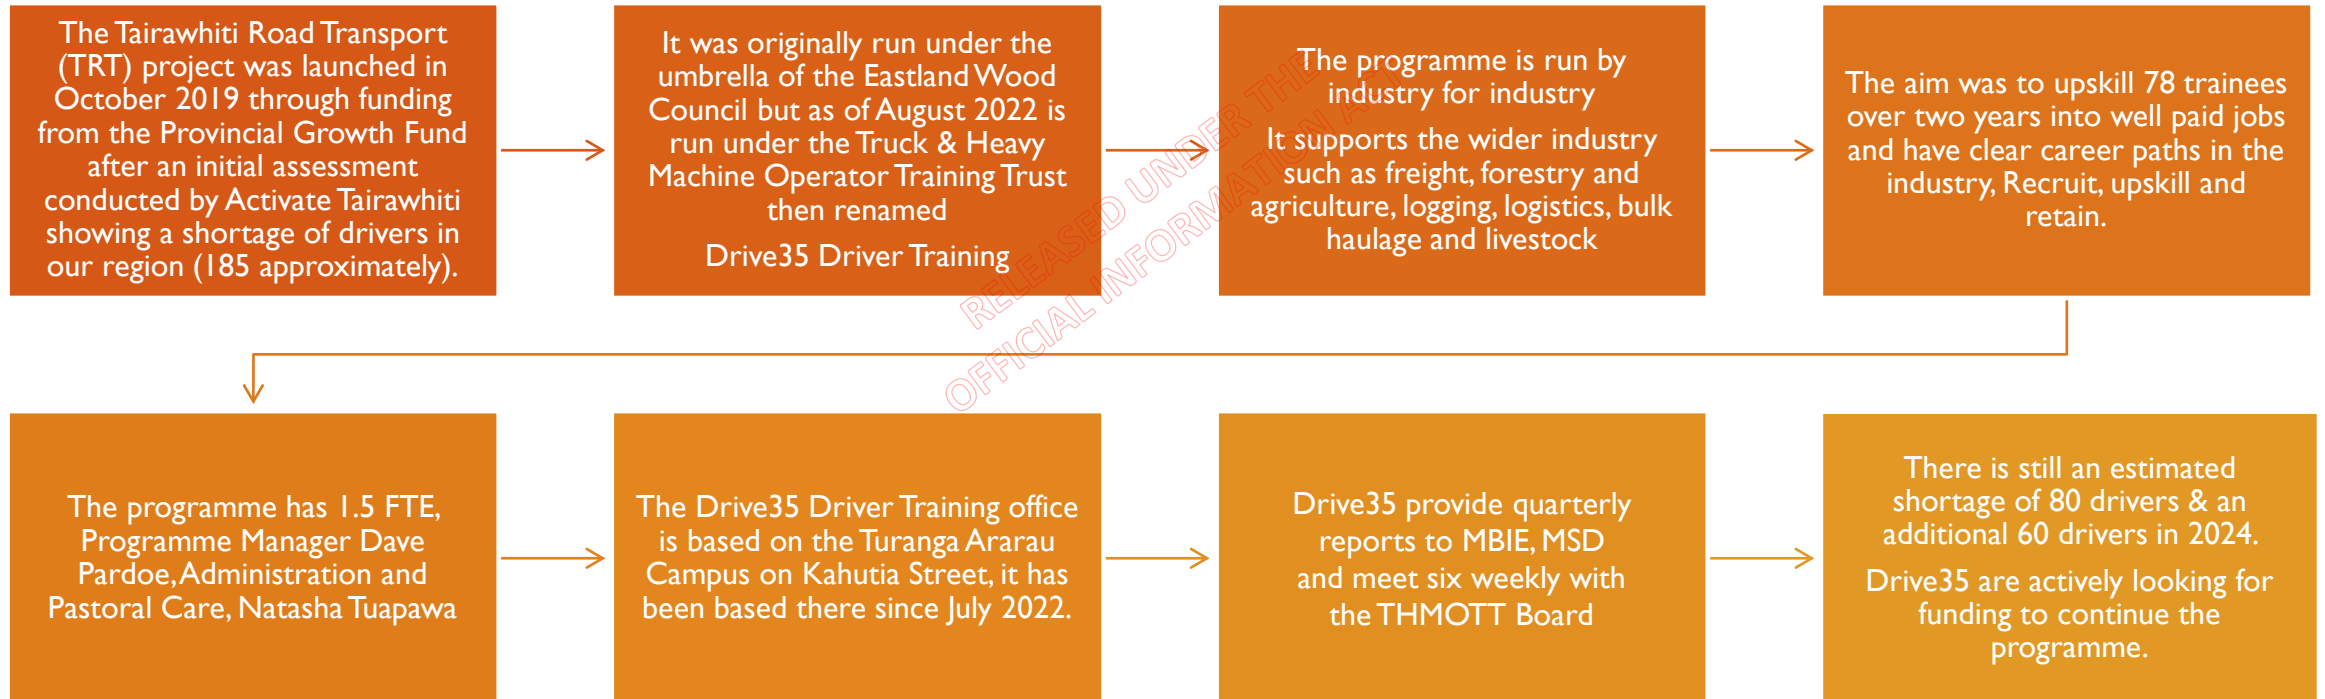 The Tairawhiti Road Transport
(TRT) project was launched in
October 2019 through funding
from the Provincial Growth Fund
after an initial assessment
conducted by Activate Tairawhiti
showing a shortage of drivers in
our region (185 approximately).
It was originally run under the
umbrella of the Eastland Wood
Council but as of August 2022 is
run under the Truck & Heavy
Machine Operator Training Trust
then renamed
Drive35 Driver Training
The programme is run by
industry for industry
It supports the wider industry
such as freight, forestry and
agriculture, logging, logistics, bulk
haulage and livestock
The aim was to upskill 78 trainees
over two years into well paid jobs
and have clear career paths in the
industry, Recruit, upskill and
retain.
RELEASED UNDER THE
OFFICIAL INFORMATION ACT
The programme has 1.5 FTE,
Programme Manager Dave
Pardoe, Administration and
Pastoral Care, Natasha Tuapawa
The Drive35 Driver Training office
is based on the Turanga Ararau
Campus on Kahutia Street, it has
been based there since July 2022.
Drive35 provide quarterly
reports to MBIE, MSD
and meet six weekly with
the THMOTT Board
There is still an estimated
shortage of 80 drivers & an
additional 60 drivers in 2024.
Drive35 are actively looking for
funding to continue the
programme.